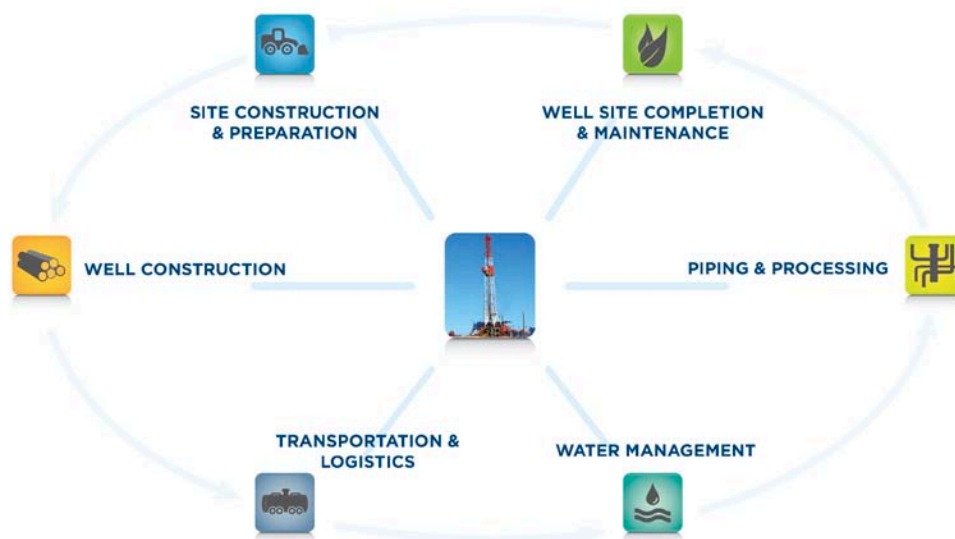 SITE CONSTRUCTION
& PREPARATION
WELL SITE COMPLETION
& MAINTENANCE
WELL CONSTRUCTION
PIPING & PROCESSING
TRANSPORTATION &
LOGISTICS
WATER MANAGEMENT